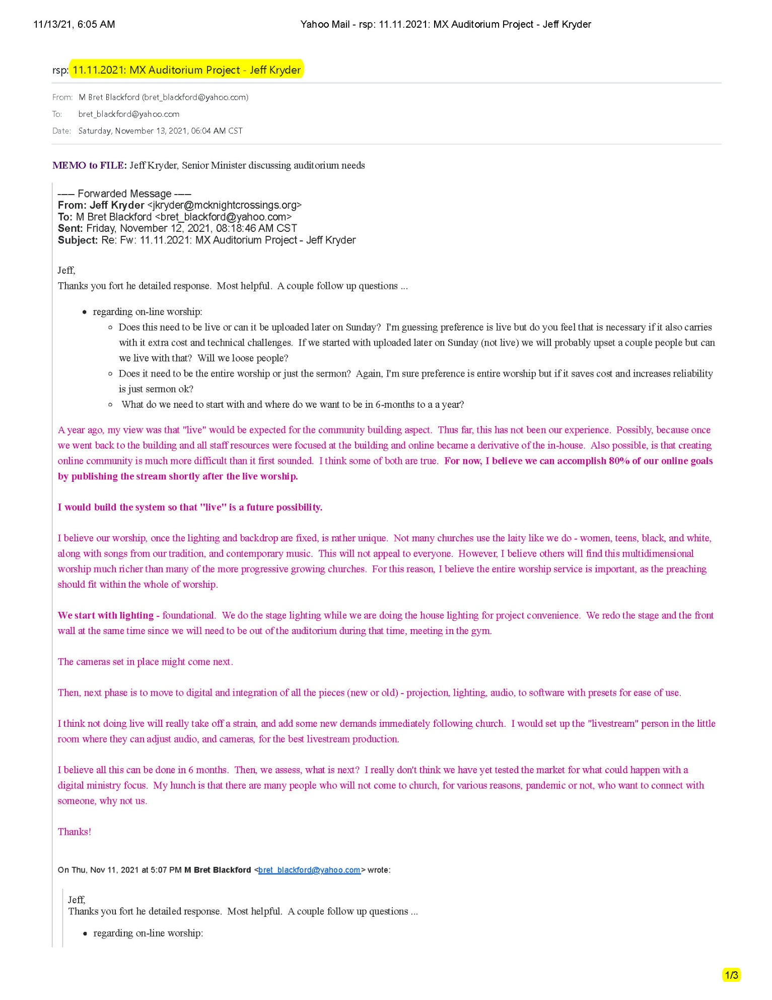 11/13/21, 6:05 AM
Yahoo Mail - rsp: 11.11.2021: MX Auditorium Project - Jeff Kryder
rsp: 11.11.2021: MX Auditorium Project - Jeff Kryder
From: M Bret Blackford (bret_blackford@yahoo.com)
To: bret_blackford@yahoo.com
Date: Saturday, November 13, 2021, 06:04 AM CST
MEMO to FILE: Jeff Kryder, Senior Minister discussing auditorium needs
----- Forwarded Message -----
From: Jeff Kryder <jkryder@mcknightcrossings.org>
To: M Bret Blackford <bret_blackford@yahoo.com>
Sent: Friday, November 12, 2021, 08:18:46 AM CST
Subject: Re: Fw: 11.11.2021: MX Auditorium Project - Jeff Kryder
Jeff,
Thanks you fort he detailed response. Most helpful. A couple follow up questions ...
• regarding on-line worship:
◦ Does this need to be live or can it be uploaded later on Sunday? I'm guessing preference is live but do you feel that is necessary if it also carries
with it extra cost and technical challenges. If we started with uploaded later on Sunday (not live) we will probably upset a couple people but can
we live with that? Will we loose people?
◦ Does it need to be the entire worship or just the sermon? Again, I'm sure preference is entire worship but if it saves cost and increases reliability
is just sermon ok?
◦ What do we need to start with and where do we want to be in 6-months to a a year?
A year ago, my view was that "live" would be expected for the community building aspect. Thus far, this has not been our experience. Possibly, because once
we went back to the building and all staff resources were focused at the building and online became a derivative of the in-house. Also possible, is that creating
online community is much more difficult than it first sounded. I think some of both are true. For now, I believe we can accomplish 80% of our online goals
by publishing the stream shortly after the live worship.
I would build the system so that "live" is a future possibility.
I believe our worship, once the lighting and backdrop are fixed, is rather unique. Not many churches use the laity like we do - women, teens, black, and white,
along with songs from our tradition, and contemporary music. This will not appeal to everyone. However, I believe others will find this multidimensional
worship much richer than many of the more progressive growing churches. For this reason, I believe the entire worship service is important, as the preaching
should fit within the whole of worship.
We start with lighting - foundational. We do the stage lighting while we are doing the house lighting for project convenience. We redo the stage and the front
wall at the same time since we will need to be out of the auditorium during that time, meeting in the gym.
The cameras set in place might come next.
Then, next phase is to move to digital and integration of all the pieces (new or old) - projection, lighting, audio, to software with presets for ease of use.
I think not doing live will really take off a strain, and add some new demands immediately following church. I would set up the "livestream" person in the little
room where they can adjust audio, and cameras, for the best livestream production.
I believe all this can be done in 6 months. Then, we assess, what is next? I really don't think we have yet tested the market for what could happen with a
digital ministry focus. My hunch is that there are many people who will not come to church, for various reasons, pandemic or not, who want to connect with
someone, why not us.
Thanks!
On Thu, Nov 11, 2021 at 5:07 PM M Bret Blackford <bret_blackford@yahoo.com> wrote:
Jeff,
Thanks you fort he detailed response. Most helpful. A couple follow up questions ...
• regarding on-line worship:
1/3